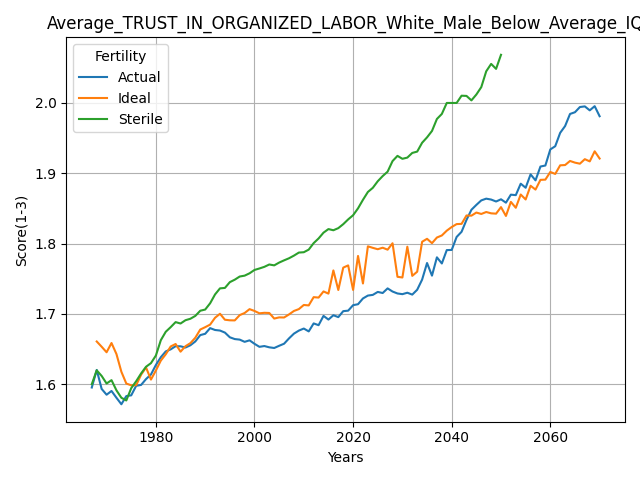 Average_TRUST_IN_ORGANIZED_LABOR_White_Male_Below_Average_IQ
Fertility
Actual
Ideal
Sterile
Score(1-3)
2.0
1.9
1.8
1.7
1.6
1980
2000
2020
2040
2060
Years